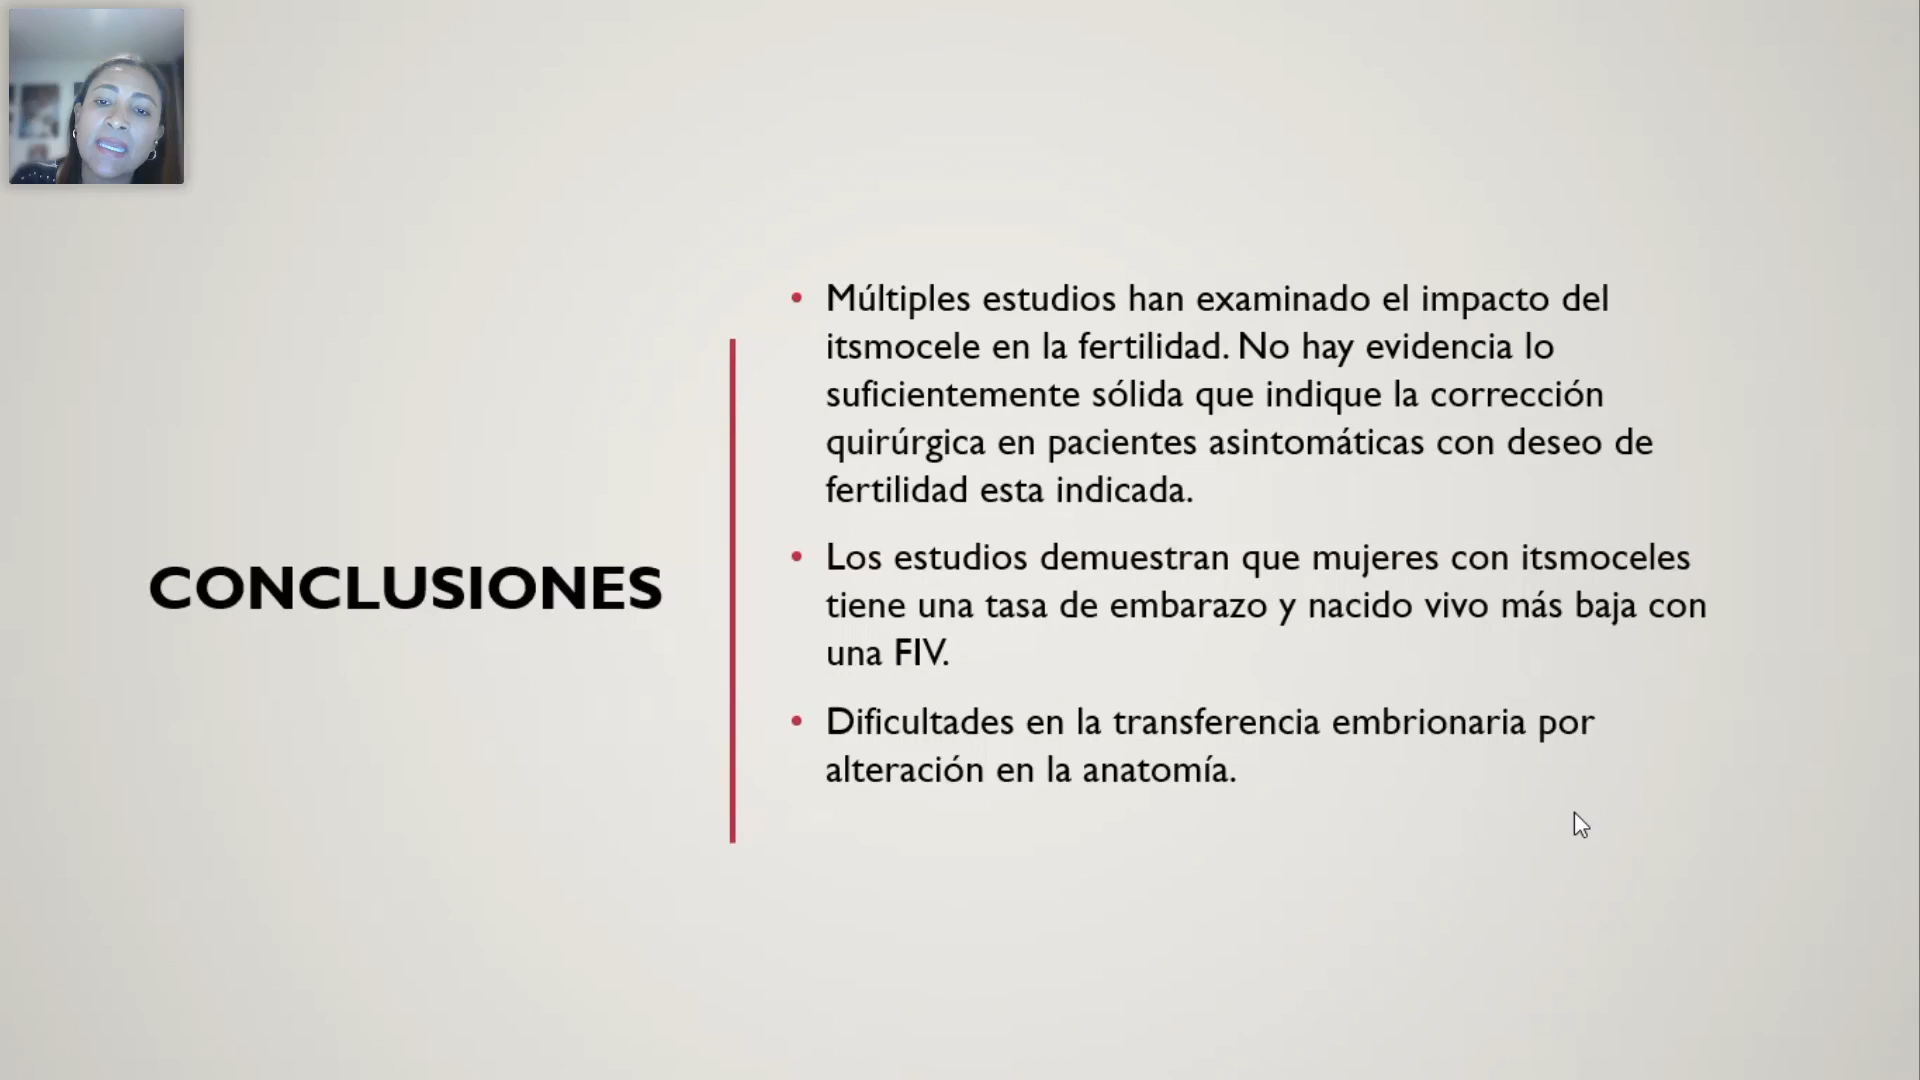 CONCLUSIONES
• Múltiples estudios han examinado el impacto del
itsmocele en la fertilidad. No hay evidencia lo
suficientemente sólida que indique la corrección
quirúrgica en pacientes asintomáticas con deseo de
fertilidad esta indicada.
• Los estudios demuestran que mujeres con itsmoceles
tiene una tasa de embarazo y nacido vivo más baja con
una FIV.
• Dificultades en la transferencia embrionaria por
alteración en la anatomía.